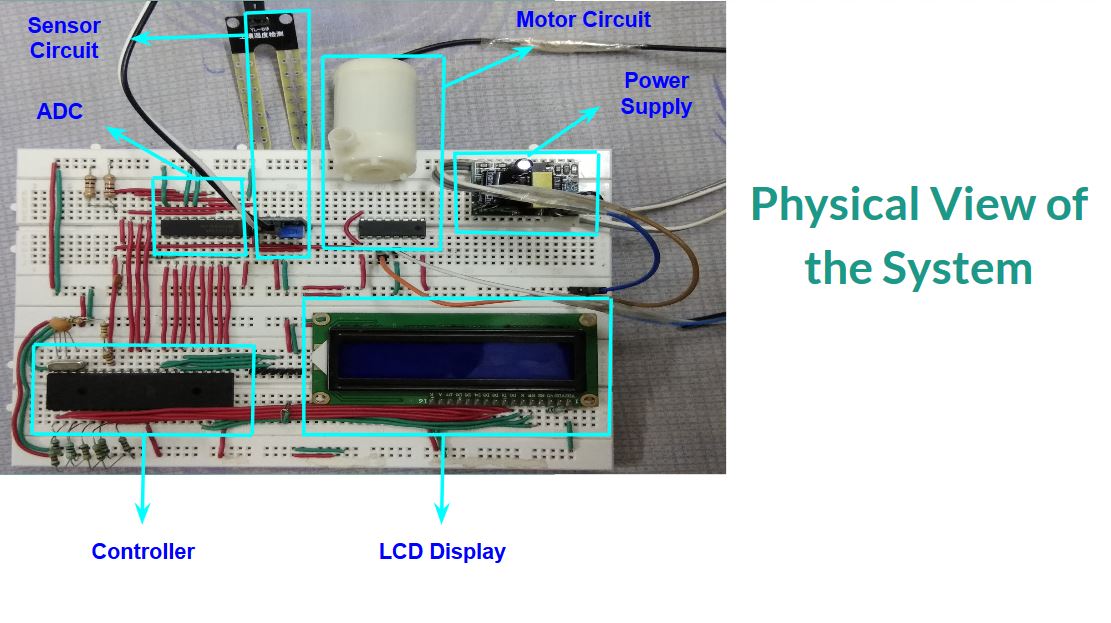 Motor Circuit
Sensor
Circuit
Power
Supply
ADC
Physical View of
the System
Controller
LCD Display